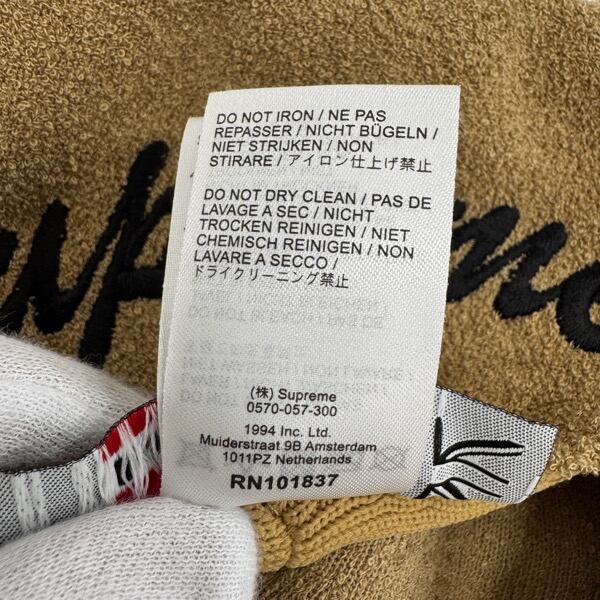 DO NOT IRON / NE PAS
REPASSER / NICHT BÜGELN /
NIET STRIJKEN / NON
STIRARE / アイロン仕上げ禁止
DO NOT DRY CLEAN / PAS DE
LAVAGE A SEC / NICHT
TROCKEN REINIGEN / NIET
CHEMISCH REINIGEN / NON
LAVARE A SECCO /
ドライクリーニング禁止
(株) Supreme
0570-057-300
1994 Inc. Ltd.
Muiderstraat 9B Amsterdam
1011PZ Netherlands
RN101837